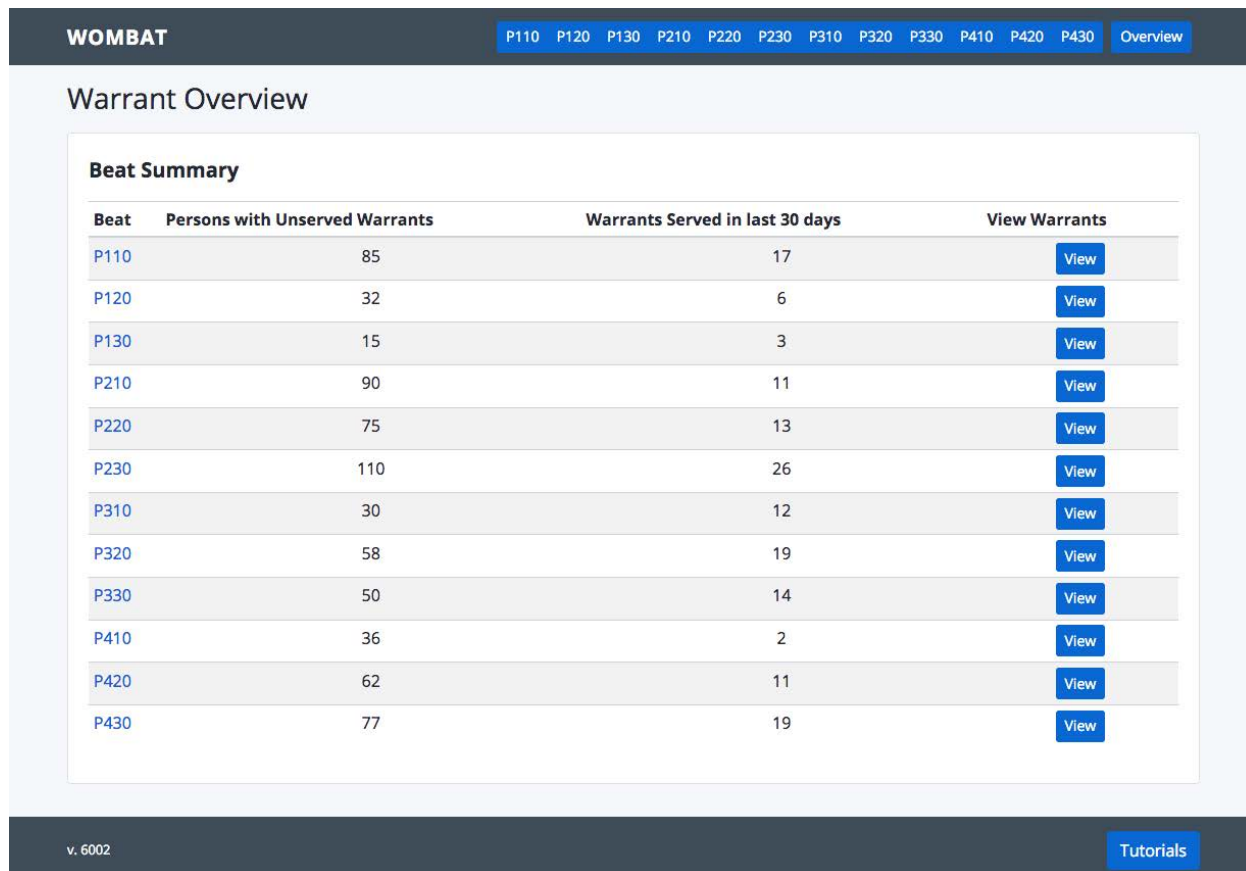 WOMBAT P110 P120 P130 P210 P220 P230 P310 P320 P330 P410 P420 P430 Overview
Warrant Overview
Beat Summary
Beat Persons with Unserved Warrants Warrants Served in last 30 days View Warrants
P110 85 17 View
P120 32 6 View
P130 15 3 View
P210 90 11 View
P220 75 13 View
P230 110 26 View
P310 30 12 View
P320 58 19 View
P330 50 14 View
P410 36 2 View
P420 62 11 View
P430 77 19 View
v. 6002 Tutorials